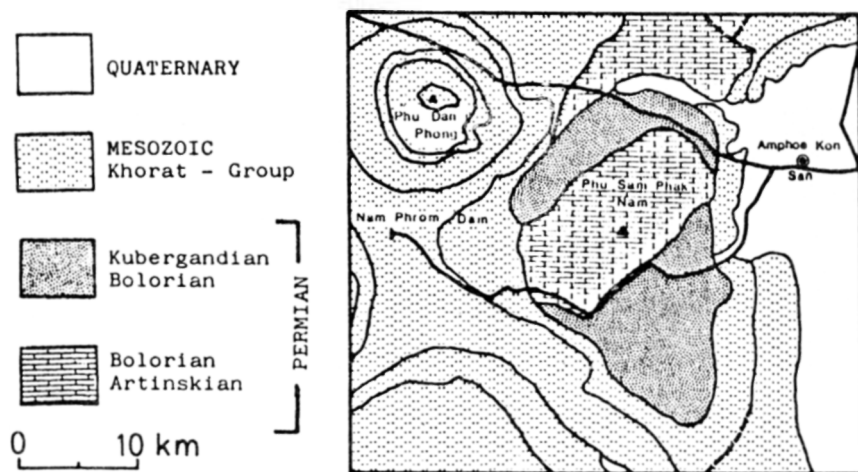 QUATERNARY
MESOZOIC
Khorat - Group
Kubergandian
Bolorian
Bolorian
Artinskian
PERMIAN
0 10 km
Phu Dan
Phong
Amphoe Kon
San
Phu Sam Phak
Nam
Nam Phrom Dam